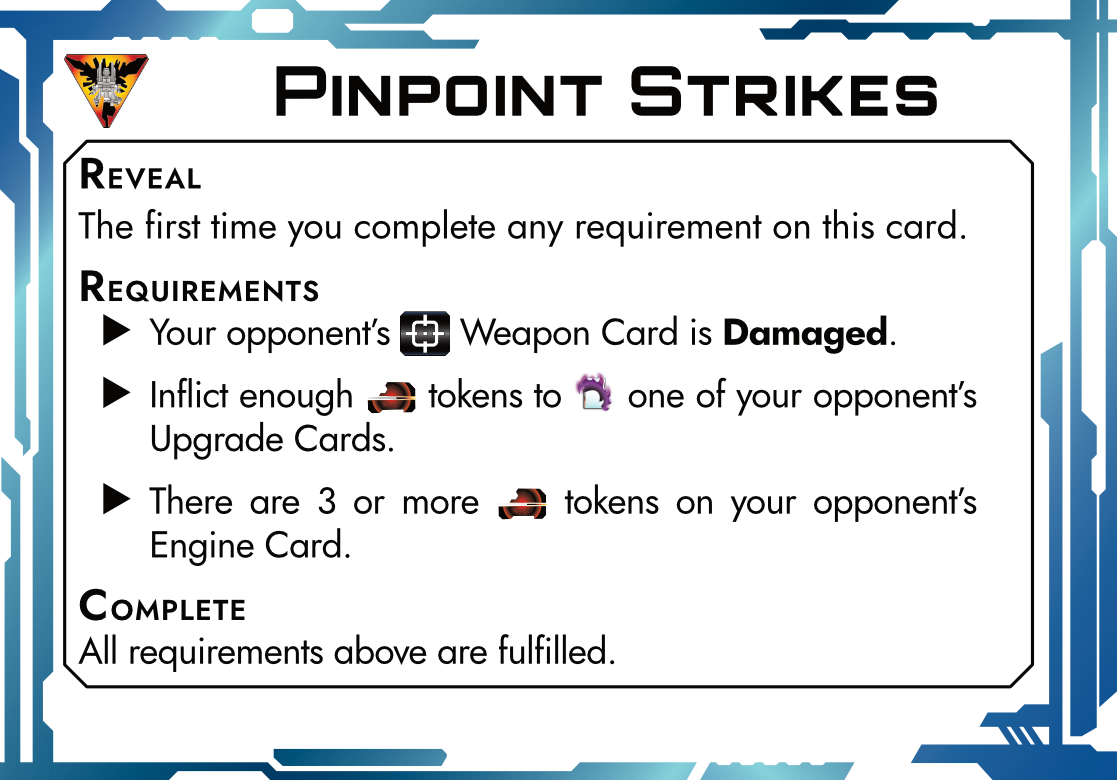 PINPOINT STRIKES
REVEAL
The first time you complete any requirement on this card.
REQUIREMENTS
▶ Your opponent's Weapon Card is Damaged.
▶ Inflict enough tokens to one of your opponent's
Upgrade Cards.
▶ There are 3 or more tokens on your opponent's
Engine Card.
COMPLETE
All requirements above are fulfilled.